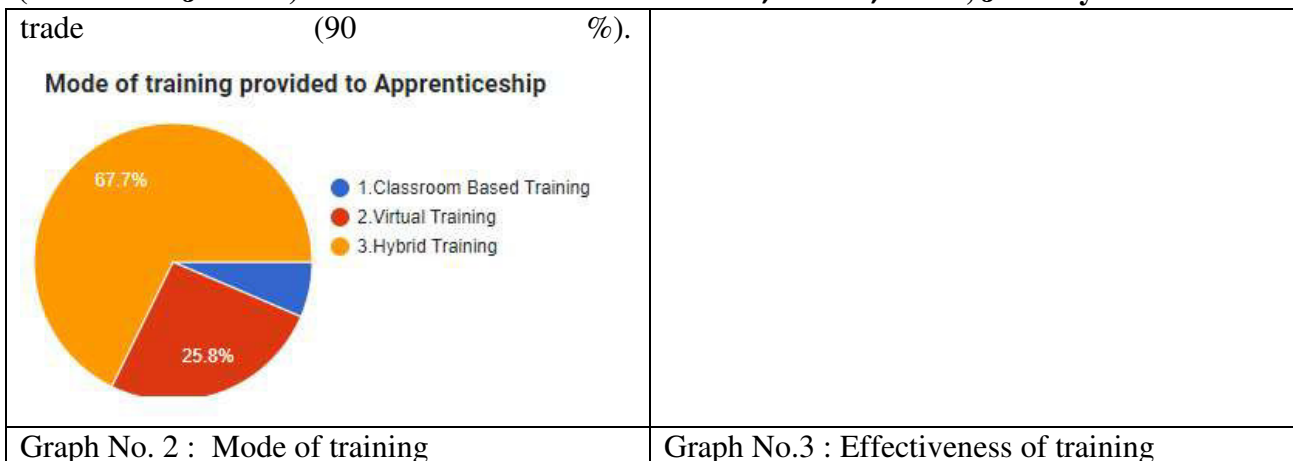 trade (90 %).
Mode of training provided to Apprenticeship
67.7%
25.8%
1.Classroom Based Training
2.Virtual Training
3.Hybrid Training
Graph No. 2 : Mode of training
Graph No.3 : Effectiveness of training